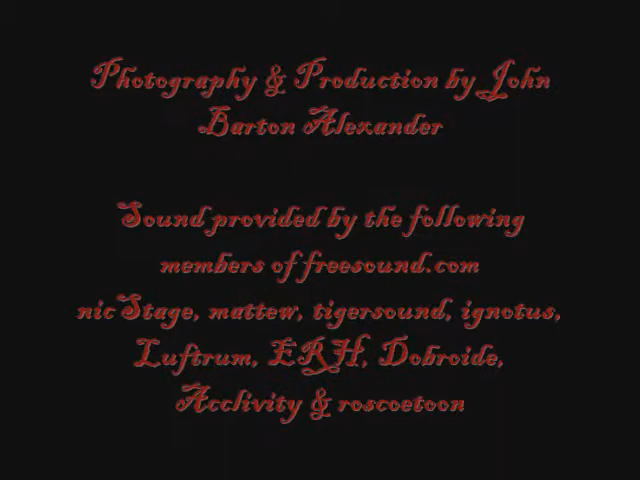 Photography & Production by John
Barton Alexander
Sound provided by the following
members of freesound.com
nicStage, mattew, tigersound, ignotus,
Luftrum, ERH, Dobroide,
Acclivity & roscoetoon